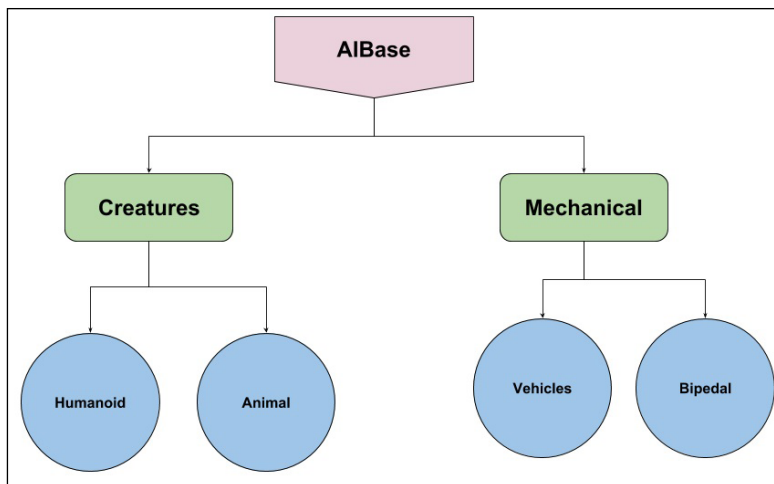 AIBase
Creatures
Mechanical
Humanoid
Animal
Vehicles
Bipedal